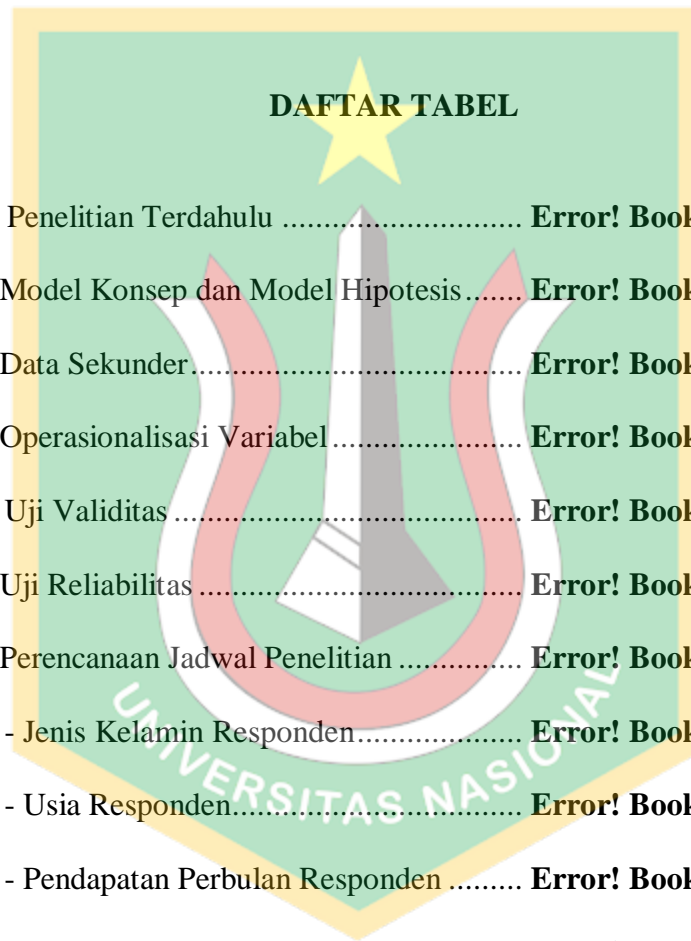 DAFTAR TABEL
Penelitian Terdahulu ............................. Error! Book
Model Konsep dan Model Hipotesis ....... Error! Book
Data Sekunder ........................................ Error! Book
Operasionalisasi Variabel ....................... Error! Book
Uji Validitas .......................................... Error! Book
Uji Reliabilitas ....................................... Error! Book
Perencanaan Jadwal Penelitian ............... Error! Book
- Jenis Kelamin Responden .................... Error! Book
- Usia Responden ................................... Error! Book
- Pendapatan Perbulan Responden ......... Error! Book
UNIVERSITAS NASIONAL